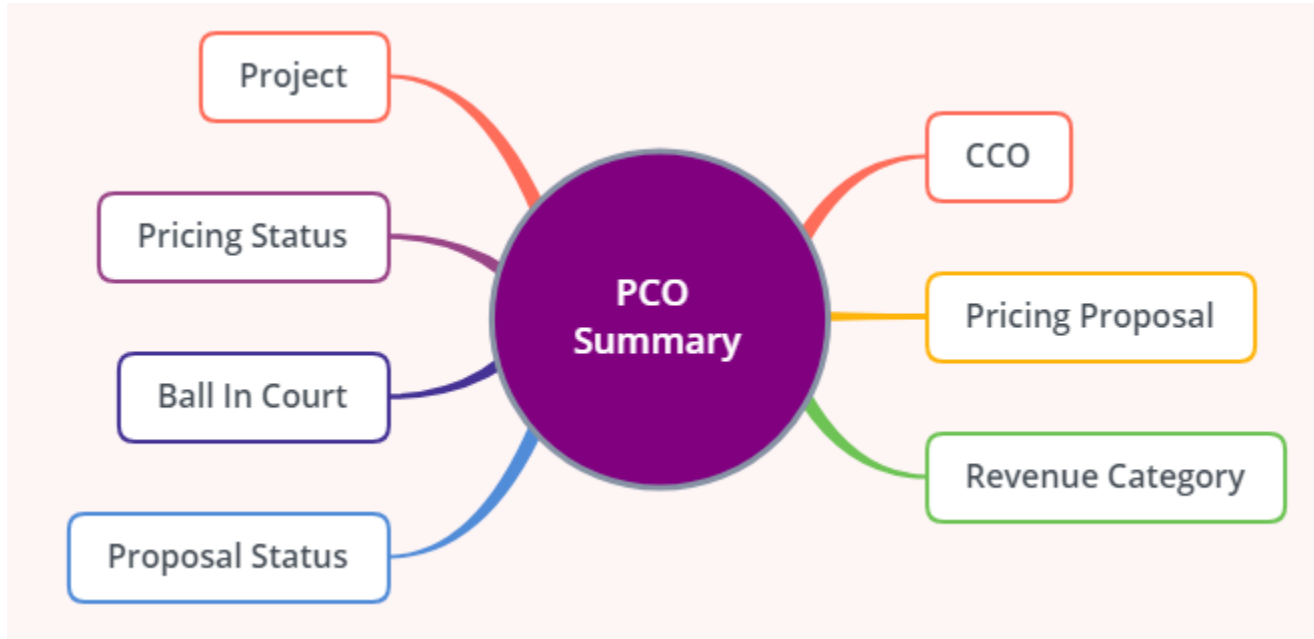 Project
Pricing Status
Ball In Court
Proposal Status
PCO
Summary
CCO
Pricing Proposal
Revenue Category